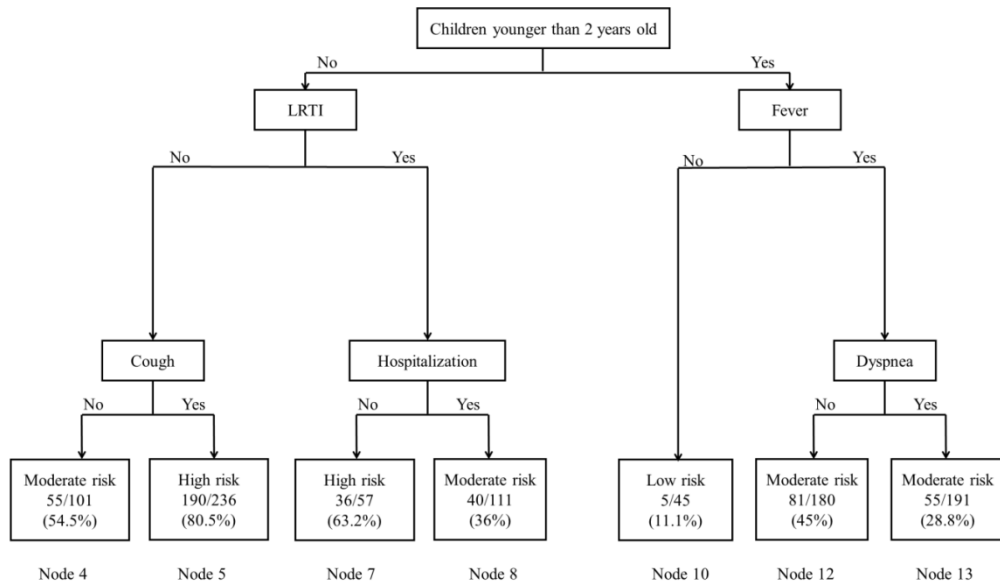 Children younger than 2 years old
No
Yes
LRTI
Fever
No
Yes
No
Yes
Cough
Hospitalization
Dyspnea
No
Yes
No
Yes
No
Yes
Moderate risk
55/101
(54.5%)
High risk
190/236
(80.5%)
High risk
36/57
(63.2%)
Moderate risk
40/111
(36%)
Low risk
5/45
(11.1%)
Moderate risk
81/180
(45%)
Moderate risk
55/191
(28.8%)
Node 4
Node 5
Node 7
Node 8
Node 10
Node 12
Node 13